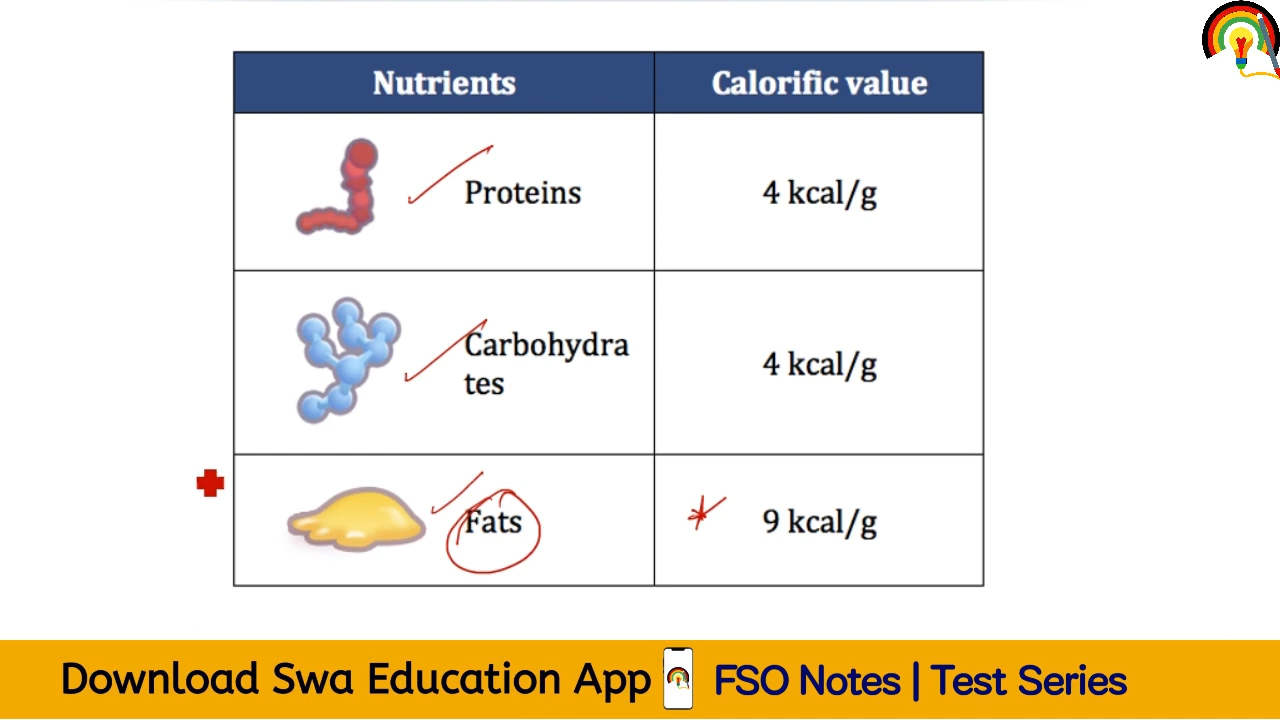 Nutrients
Calorific value
Proteins
4 kcal/g
Carbohydra
tes
4 kcal/g
Fats
9 kcal/g
Download Swa Education App
FSO Notes | Test Series